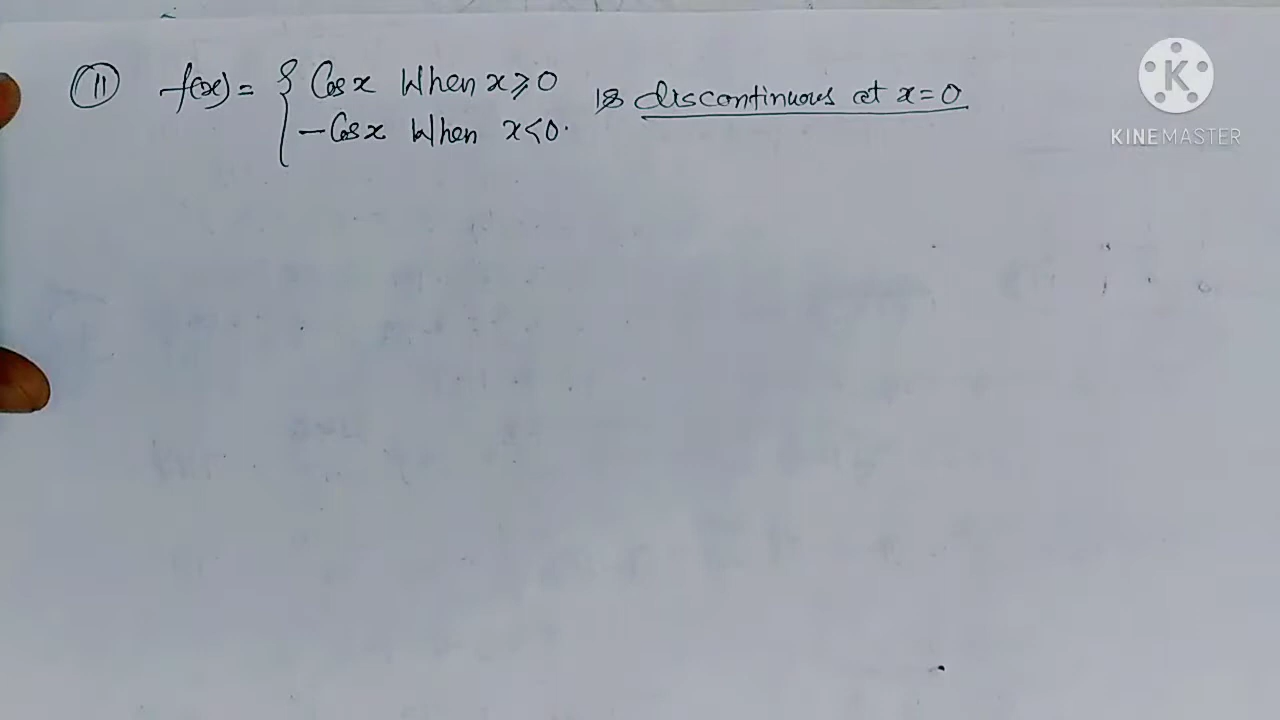 ⑪ f(x) = { Cos x When x ⩾ 0 is discontinuous at x = 0
− Cos x When x < 0.
K
KINEMASTER